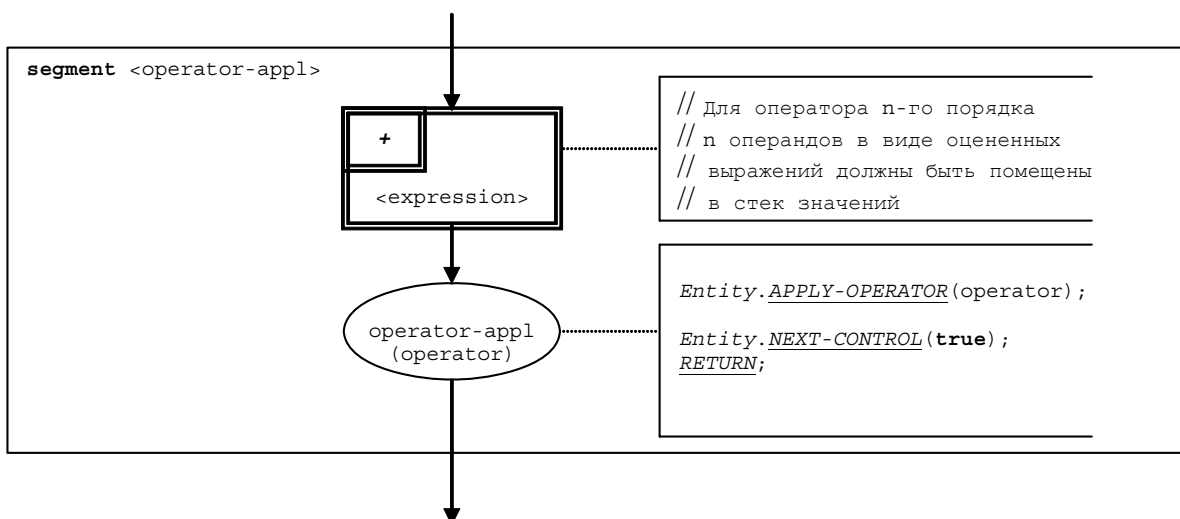 segment <operator-appl>
+
<expression>
// Для оператора n-го порядка
// n операндов в виде оцененных
// выражений должны быть помещены
// в стек значений
operator-appl
(operator)
Entity.APPLY-OPERATOR(operator);
Entity.NEXT-CONTROL(true);
RETURN;